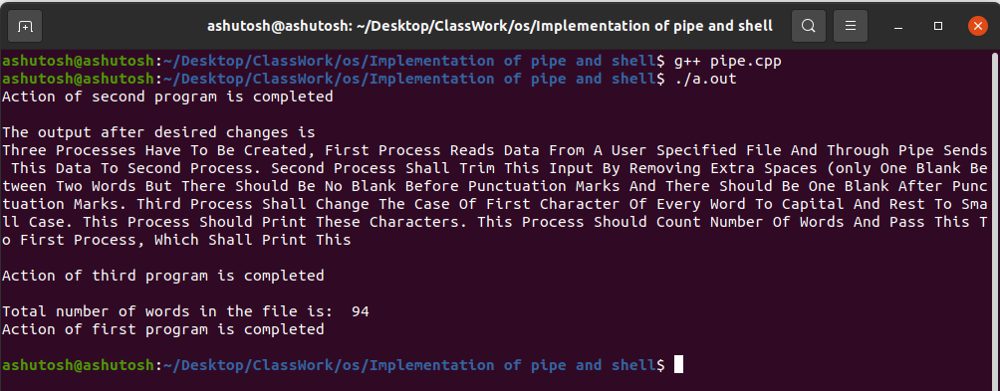 ashutosh@ashutosh: ~/Desktop/ClassWork/os/Implementation of pipe and shell
ashutosh@ashutosh:~/Desktop/ClassWork/os/Implementation of pipe and shell$ g++ pipe.cpp
ashutosh@ashutosh:~/Desktop/ClassWork/os/Implementation of pipe and shell$ ./a.out
Action of second program is completed
The output after desired changes is
Three Processes Have To Be Created, First Process Reads Data From A User Specified File And Through Pipe Sends
This Data To Second Process. Second Process Shall Trim This Input By Removing Extra Spaces (only One Blank Be
tween Two Words But There Should Be No Blank Before Punctuation Marks And There Should Be One Blank After Punc
tuation Marks. Third Process Shall Change The Case Of First Character Of Every Word To Capital And Rest To Sma
ll Case. This Process Should Print These Characters. This Process Should Count Number Of Words And Pass This T
o First Process, Which Shall Print This
Action of third program is completed
Total number of words in the file is:  94
Action of first program is completed
ashutosh@ashutosh:~/Desktop/ClassWork/os/Implementation of pipe and shell$